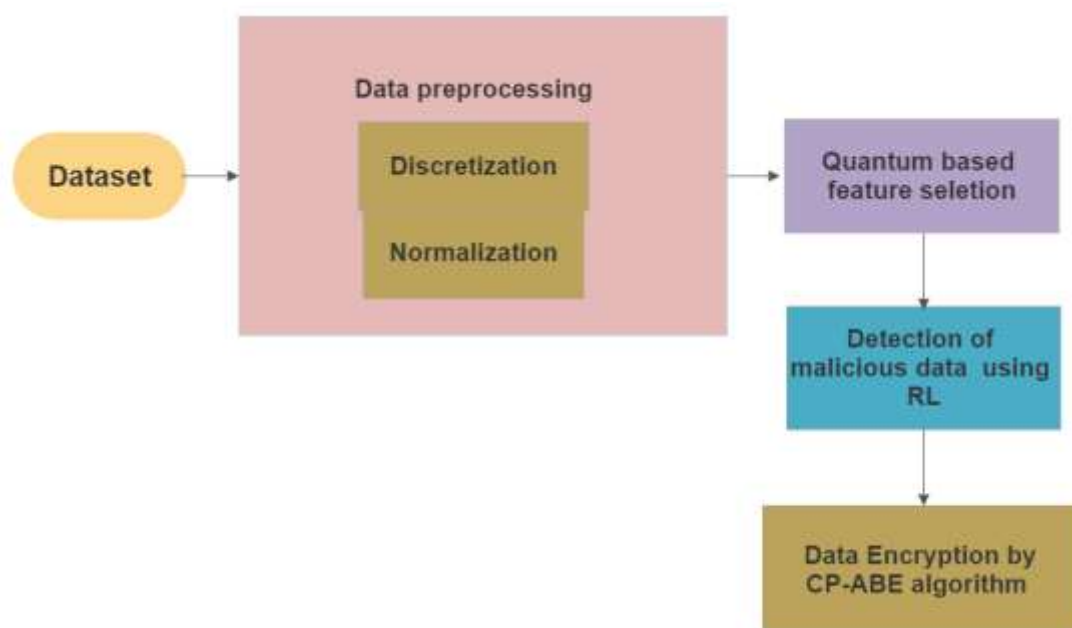 Dataset
Data preprocessing
Discretization
Normalization
Quantum based
feature seletion
Detection of
malicious data using
RL
Data Encryption by
CP-ABE algorithm